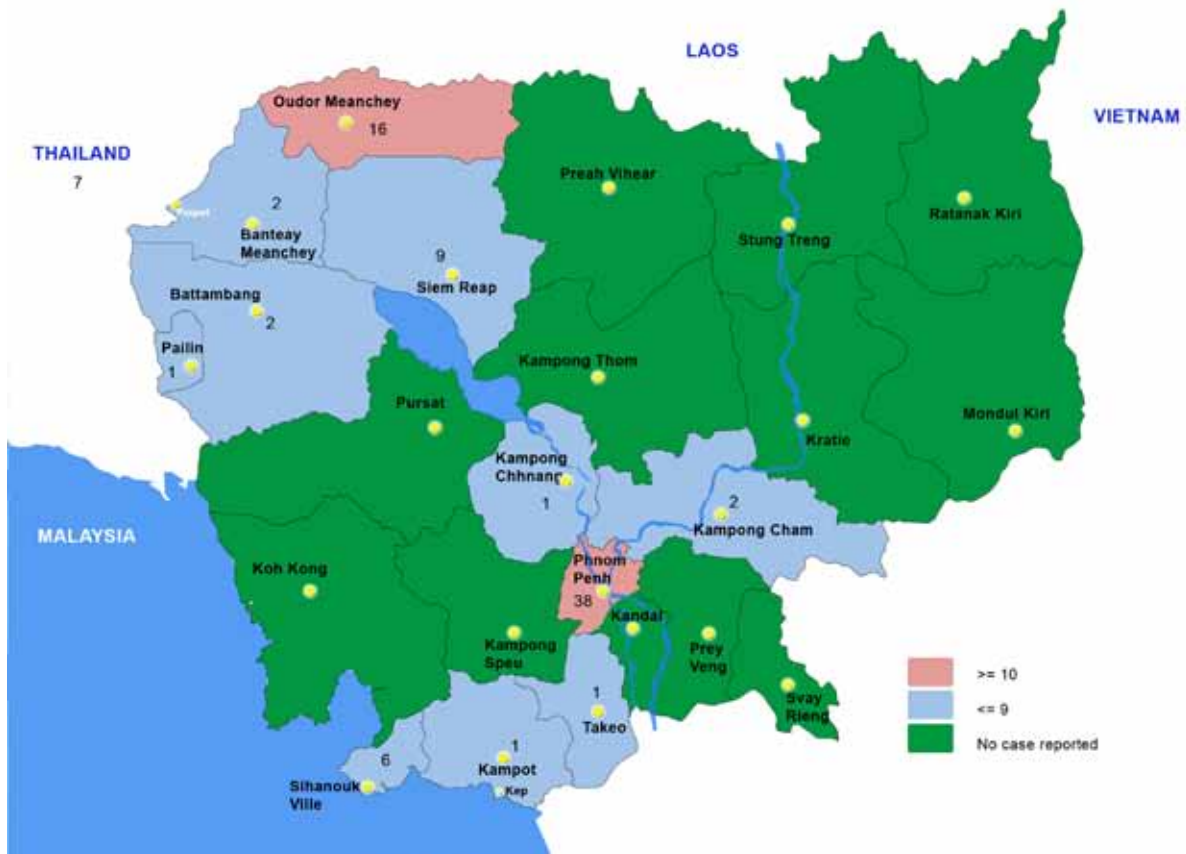 LAOS
VIETNAM
THAILAND
7
Oudor Meanchey
16
Preah Vihear
Ratanak Kiri
Stung Treng
Poipet
2
Banteay
Meanchey
9
Siem Reap
Battambang
2
Pailin
1
Kampong Thom
Pursat
Mondul Kiri
Kratie
Kampong
Chhnang
1
2
Kampong Cham
MALAYSIA
Koh Kong
Phnom
Penh
38
Kandal
Kampong
Speu
Prey
Veng
Svay
Rieng
1
Takeo
6
Sihanouk
Ville
1
Kampot
Kep
>= 10
<= 9
No case reported